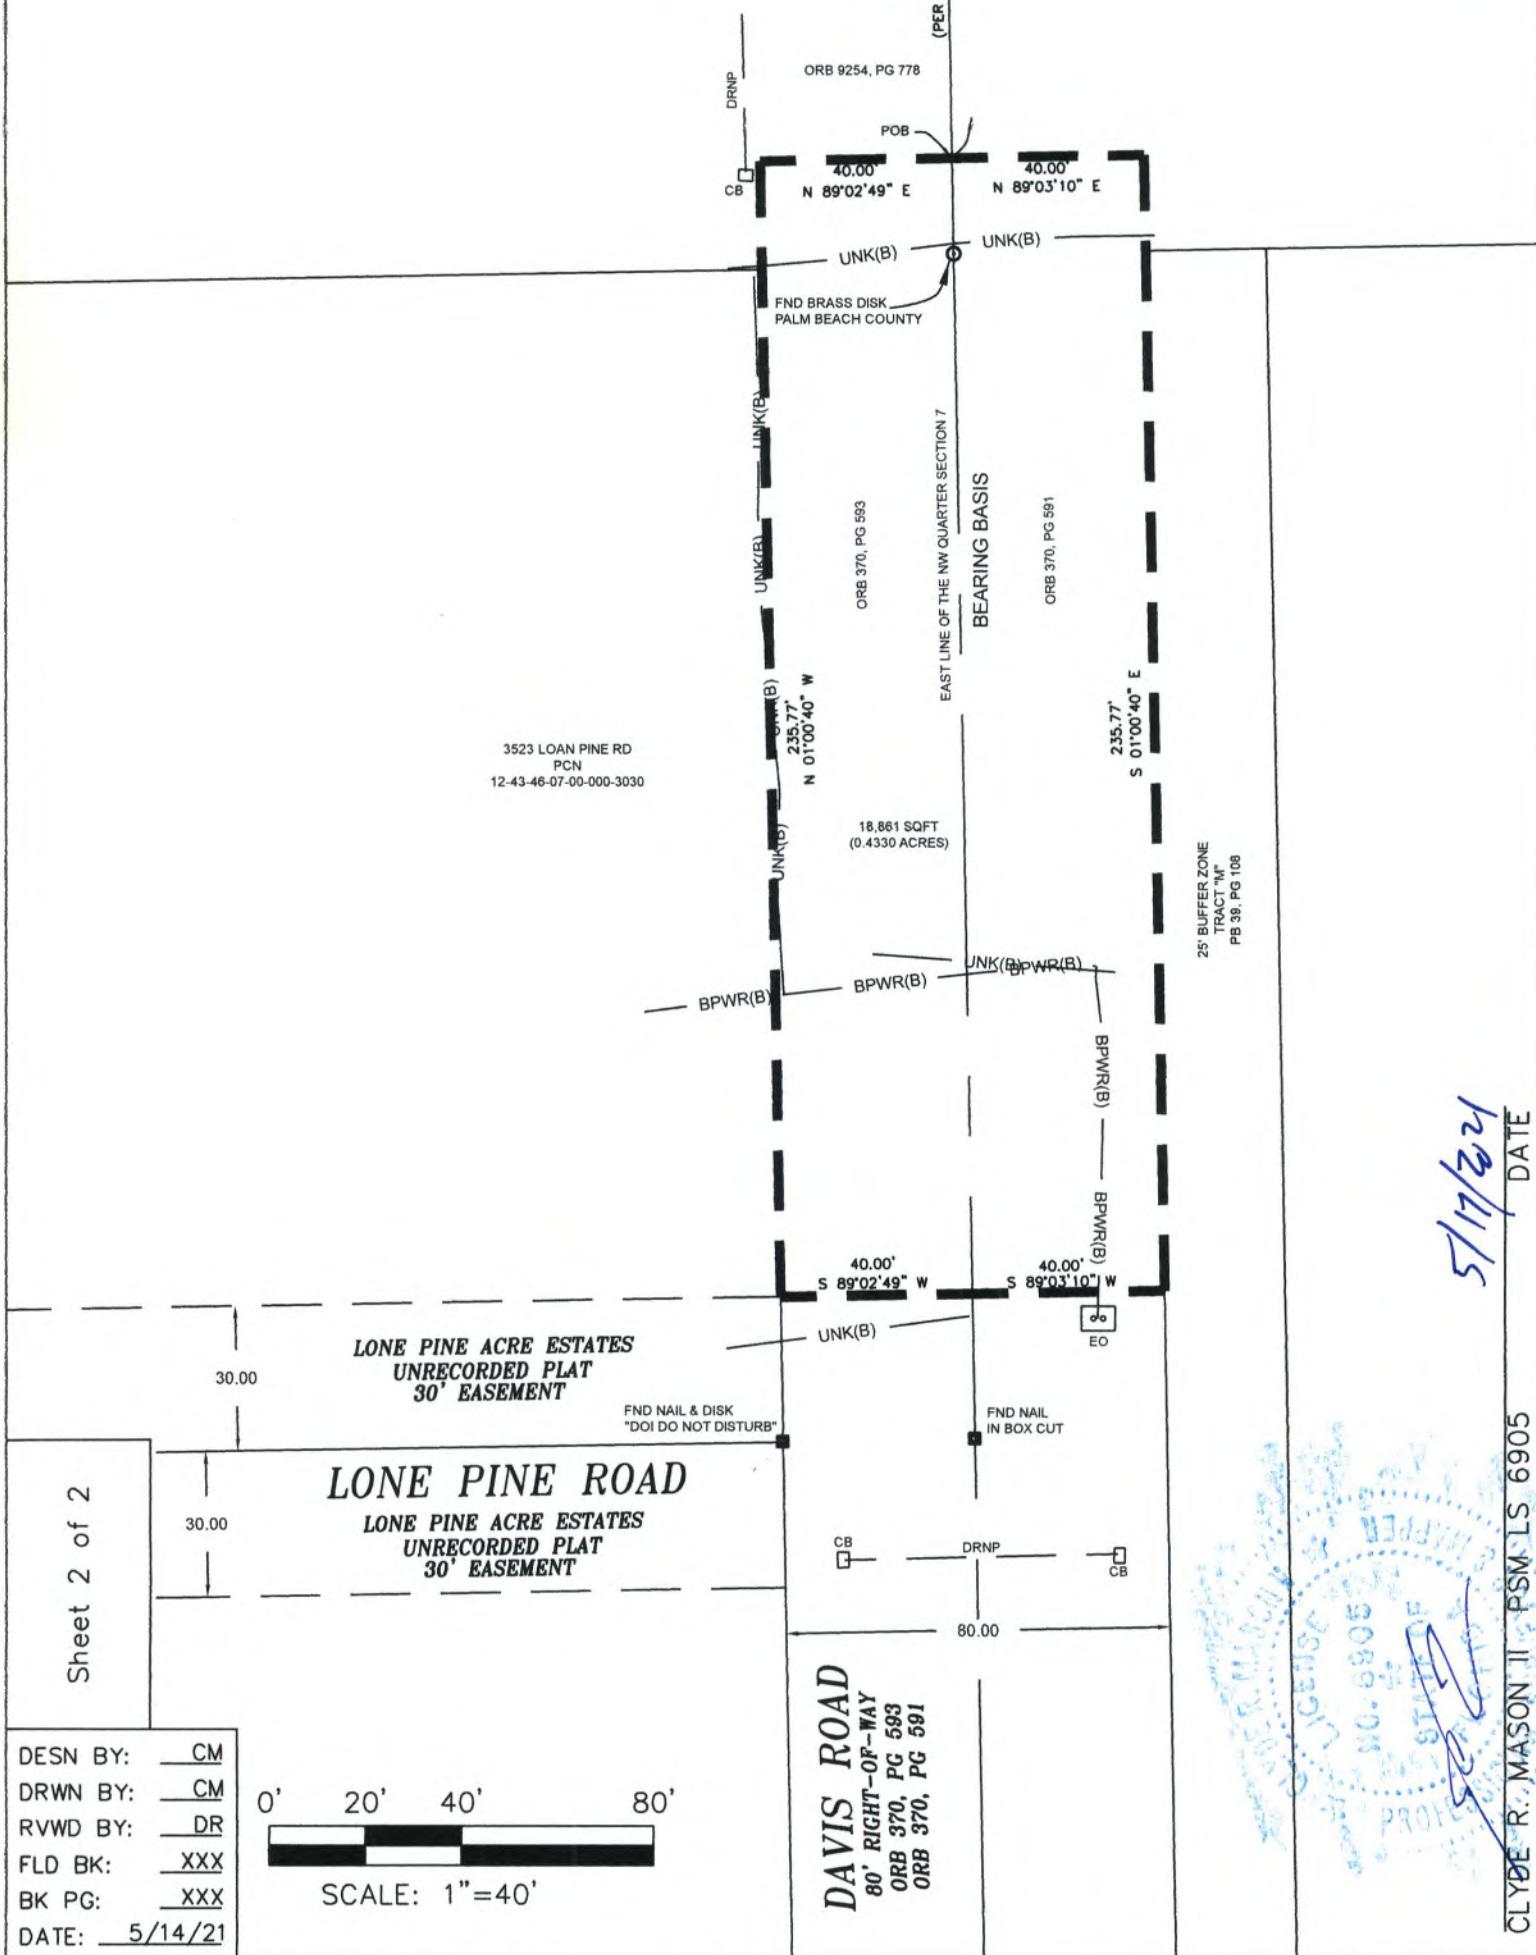 (PER
DRNP
ORB 9254, PG 778
POB
CB
40.00'
N 89°02'49" E
40.00'
N 89°03'10" E
UNK(B)
UNK(B)
FND BRASS DISK
PALM BEACH COUNTY
UNK(B)
UNK(B)
UNK(B)
UNK(B)
ORB 370, PG 593
EAST LINE OF THE NW QUARTER SECTION 7
BEARING BASIS
ORB 370, PG 591
235.77'
N 01°00'40" W
235.77'
S 01°00'40" E
3523 LOAN PINE RD
PCN
12-43-46-07-00-000-3030
18,861 SQFT
(0.4330 ACRES)
25' BUFFER ZONE
TRACT "M"
PB 39, PG 108
BPWR(B)
BPWR(B)
UNK(B)
BPWR(B)
BPWR(B)
BPWR(B)
40.00'
S 89°02'49" W
40.00'
S 89°03'10" W
UNK(B)
EO
30.00
LONE PINE ACRE ESTATES
UNRECORDED PLAT
30' EASEMENT
FND NAIL & DISK
"DOI DO NOT DISTURB"
FND NAIL
IN BOX CUT
LONE PINE ROAD
30.00
LONE PINE ACRE ESTATES
UNRECORDED PLAT
30' EASEMENT
CB
DRNP
CB
80.00
DAVIS ROAD
80' RIGHT-OF-WAY
ORB 370, PG 593
ORB 370, PG 591
Sheet 2 of 2
DESN BY: CM
DRWN BY: CM
RVWD BY: DR
FLD BK: XXX
BK PG: XXX
DATE: 5/14/21
0' 20' 40' 80'
SCALE: 1"=40'
5/17/2021
CLYDE R. MASON II PSM LS 6905 DATE
LICENSE
NO. 6905
STATE OF